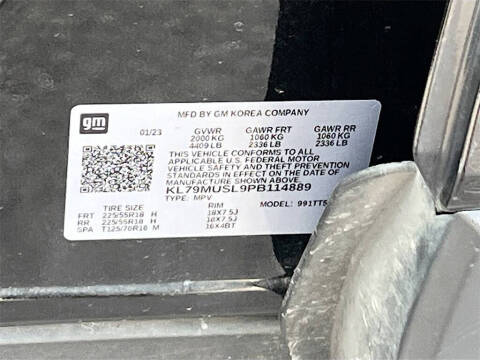 gm
MFD BY GM KOREA COMPANY
01/23 GVWR GAWR FRT GAWR RR
2000 KG 1060 KG 1060 KG
4409 LB 2336 LB 2336 LB
THIS VEHICLE CONFORMS TO ALL
APPLICABLE U.S. FEDERAL MOTOR
VEHICLE SAFETY AND THEFT PREVENTION
STANDARDS IN EFFECT ON THE DATE OF
MANUFACTURE SHOWN ABOVE.
KL79MUSL9PB114889
TYPE: MPV MODEL: 991TT5
TIRE SIZE RIM
FRT 225/55R18 H 18X7.5J
RR 225/55R18 H 18X7.5J
SPA T125/70R16 M 16X4BT